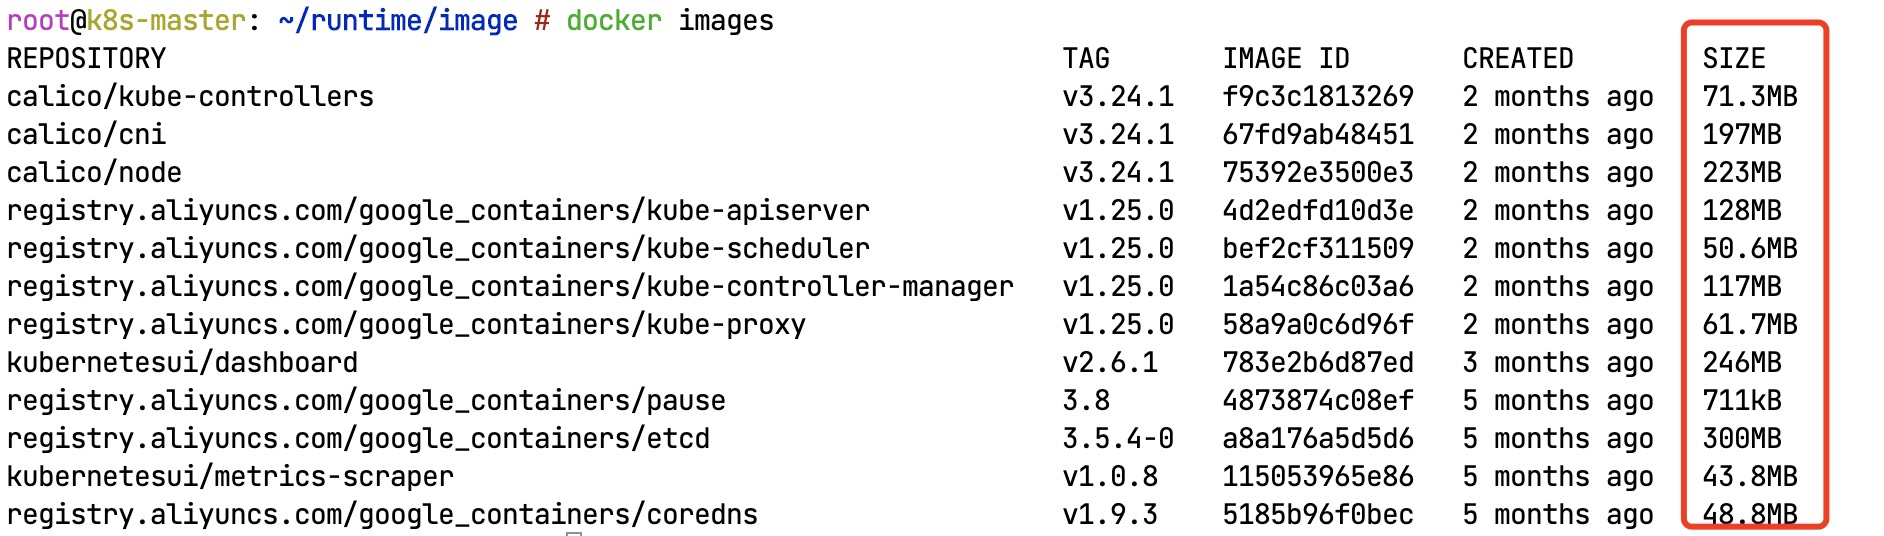 root@k8s-master: ~/runtime/image # docker images
REPOSITORY TAG IMAGE ID CREATED SIZE
calico/kube-controllers v3.24.1 f9c3c1813269 2 months ago 71.3MB
calico/cni v3.24.1 67fd9ab48451 2 months ago 197MB
calico/node v3.24.1 75392e3500e3 2 months ago 223MB
registry.aliyuncs.com/google_containers/kube-apiserver v1.25.0 4d2edfd10d3e 2 months ago 128MB
registry.aliyuncs.com/google_containers/kube-scheduler v1.25.0 bef2cf311509 2 months ago 50.6MB
registry.aliyuncs.com/google_containers/kube-controller-manager v1.25.0 1a54c86c03a6 2 months ago 117MB
registry.aliyuncs.com/google_containers/kube-proxy v1.25.0 58a9a0c6d96f 2 months ago 61.7MB
kubernetesui/dashboard v2.6.1 783e2b6d87ed 3 months ago 246MB
registry.aliyuncs.com/google_containers/pause 3.8 4873874c08ef 5 months ago 711kB
registry.aliyuncs.com/google_containers/etcd 3.5.4-0 a8a176a5d5d6 5 months ago 300MB
kubernetesui/metrics-scraper v1.0.8 115053965e86 5 months ago 43.8MB
registry.aliyuncs.com/google_containers/coredns v1.9.3 5185b96f0bec 5 months ago 48.8MB